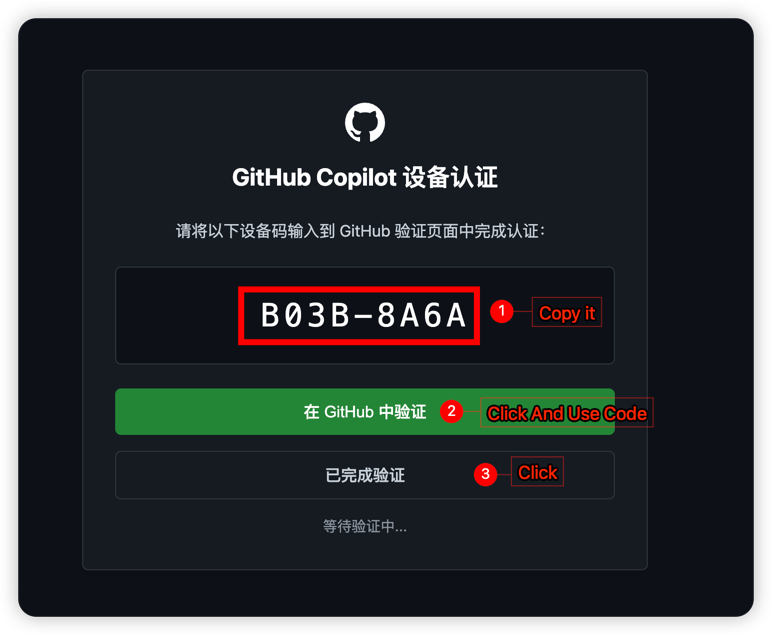 GitHub Copilot 设备认证
请将以下设备码输入到 GitHub 验证页面中完成认证：
B03B-8A6A
1 Copy it
在 GitHub 中验证
2 Click And Use Code
已完成验证
3 Click
等待验证中...